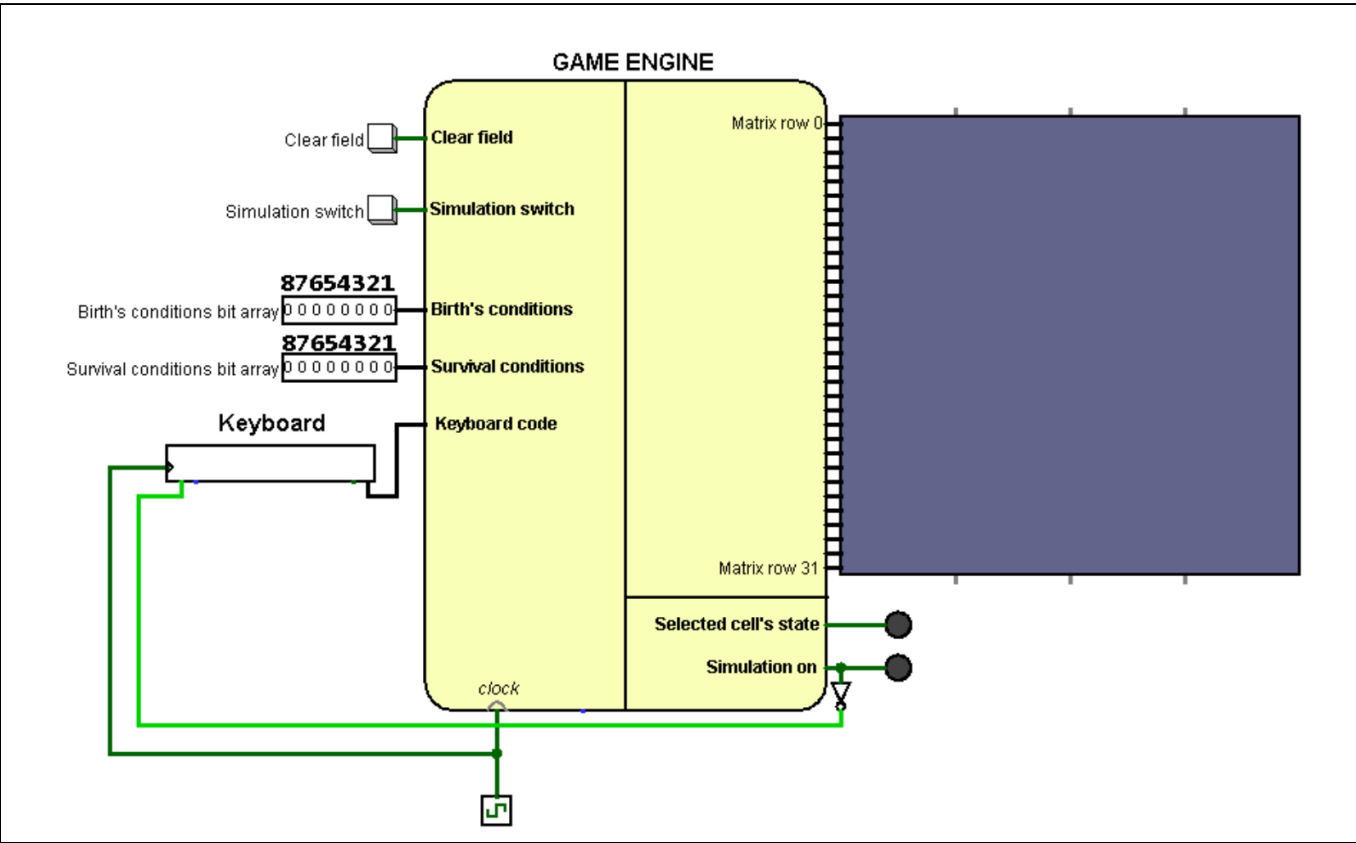 GAME ENGINE
Matrix row 0
Clear field
Clear field
Simulation switch
Simulation switch
87654321
Birth's conditions bit array
0 0 0 0 0 0 0 0
Birth's conditions
87654321
Survival conditions bit array
0 0 0 0 0 0 0 0
Survival conditions
Keyboard
Keyboard code
Matrix row 31
Selected cell's state
Simulation on
clock